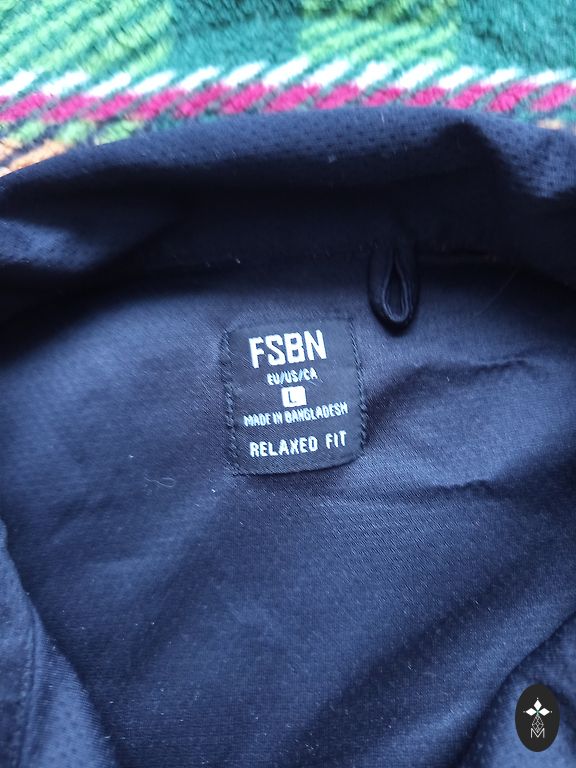 FSBN
EU/US/CA
L
MADE IN BANGLADESH
RELAXED FIT
M